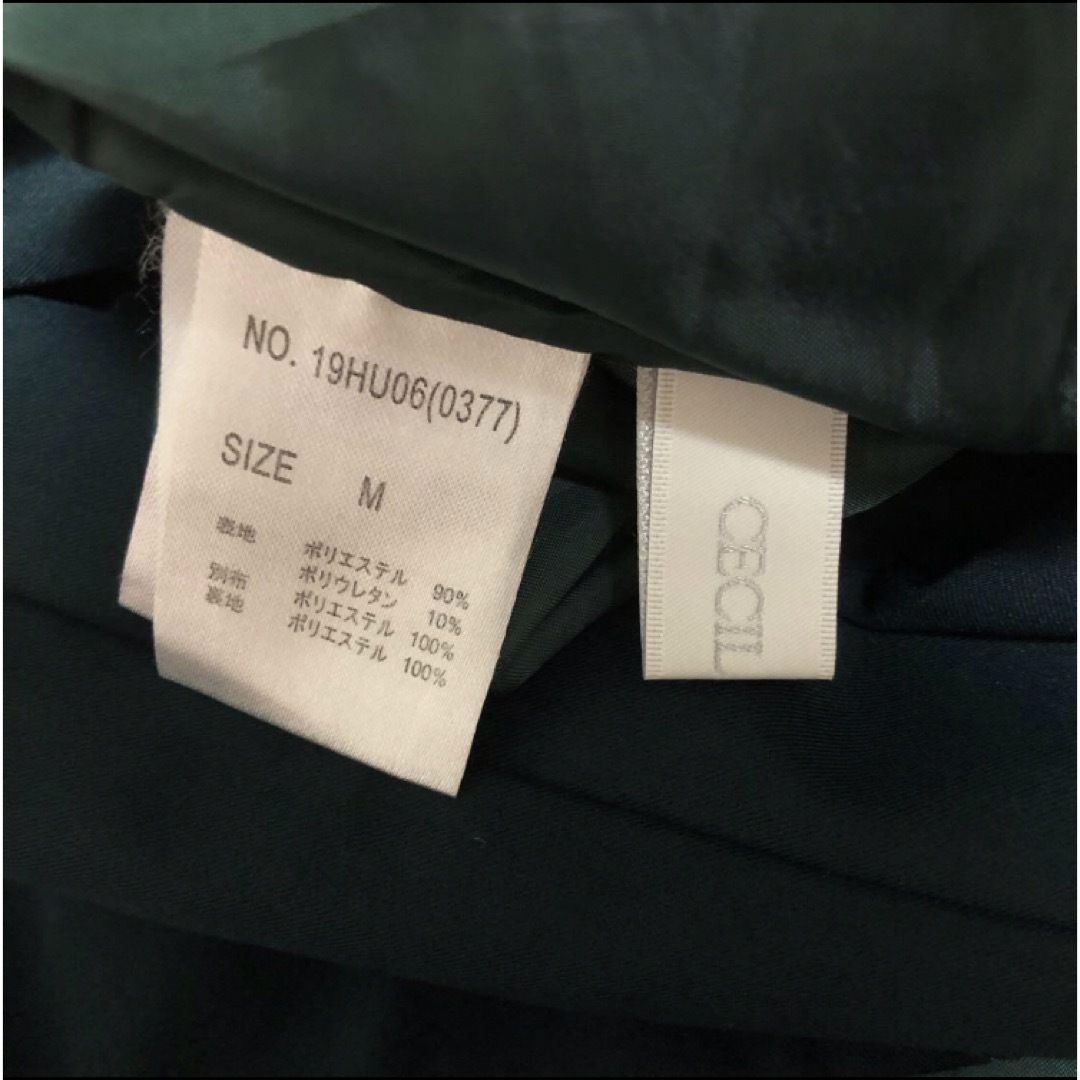 NO. 19HU06(0377)
SIZE M
表地 ポリエステル 90%
ポリウレタン 10%
別布 ポリエステル 100%
裏地 ポリエステル 100%
CECIL